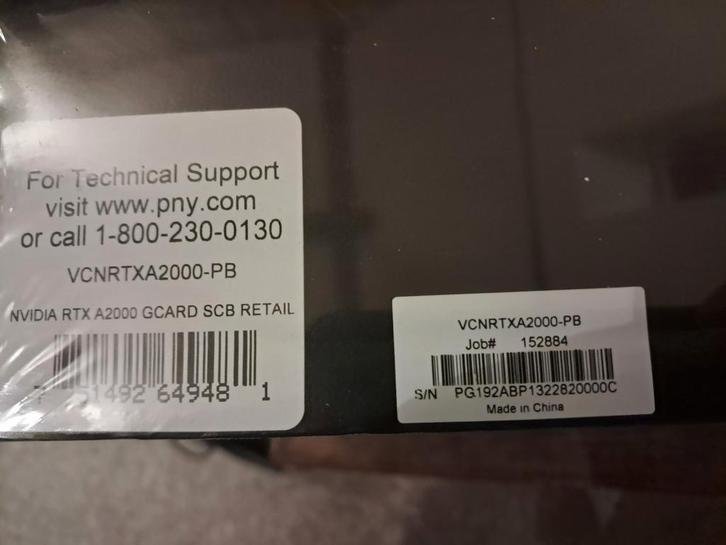 For Technical Support
visit www.pny.com
or call 1-800-230-0130
VCNRTXA2000-PB
NVIDIA RTX A2000 GCARD SCB RETAIL
51492 64948 1
VCNRTXA2000-PB
Job# 152884
S/N PG192ABP1322820000C
Made in China